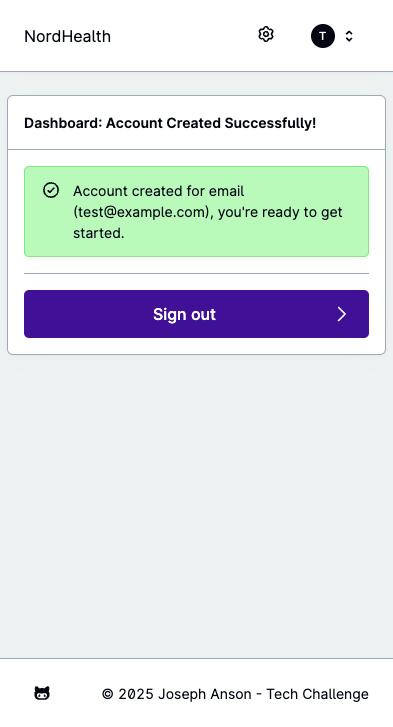 NordHealth
T
Dashboard: Account Created Successfully!
Account created for email
(test@example.com), you're ready to get
started.
Sign out
© 2025 Joseph Anson - Tech Challenge